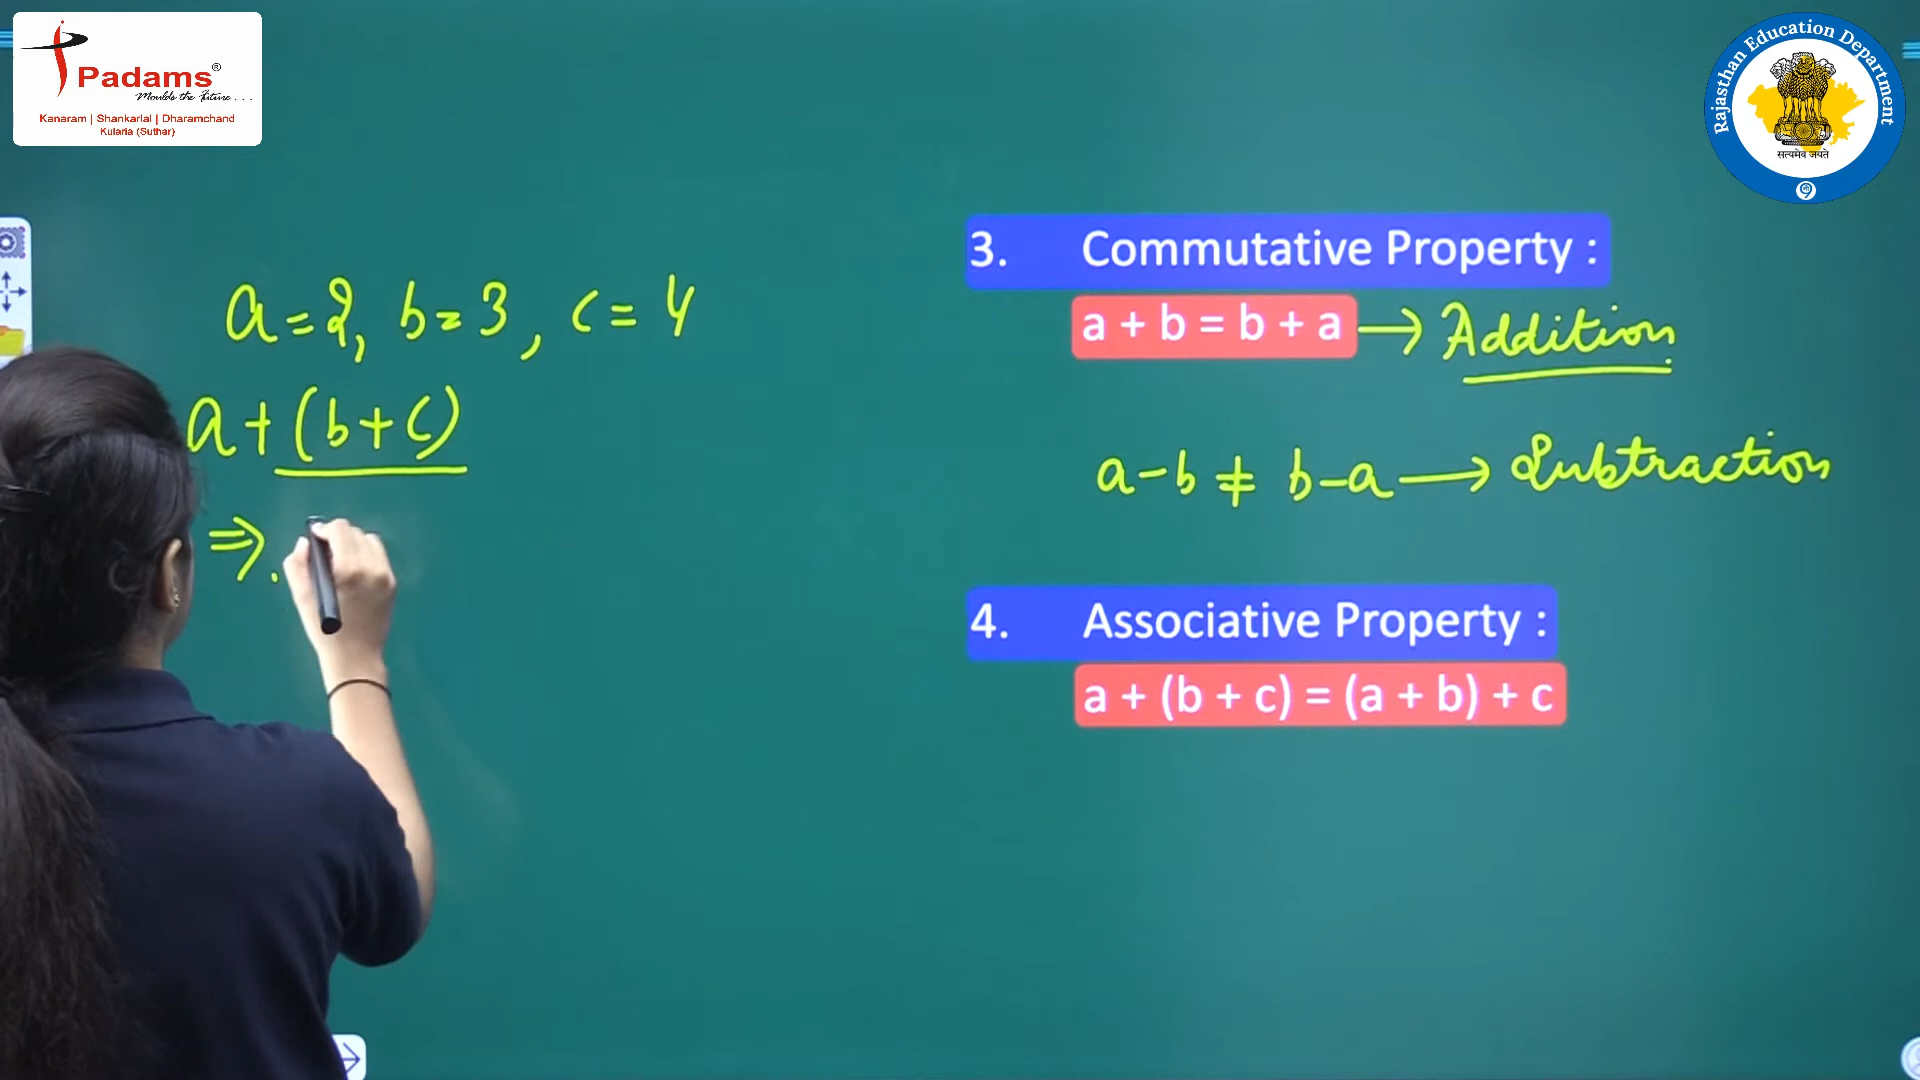 Padams®
Moulds the Future...
Kanaram | Shankarlal | Dharamchand
Kularia (Suthar)
Rajasthan Education Department
सत्यमेव जयते
a=2, b=3, c=4
a+(b+c)
⇒
3. Commutative Property :
a + b = b + a → Addition
a-b ≠ b-a → Subtraction
4. Associative Property :
a + (b + c) = (a + b) + c